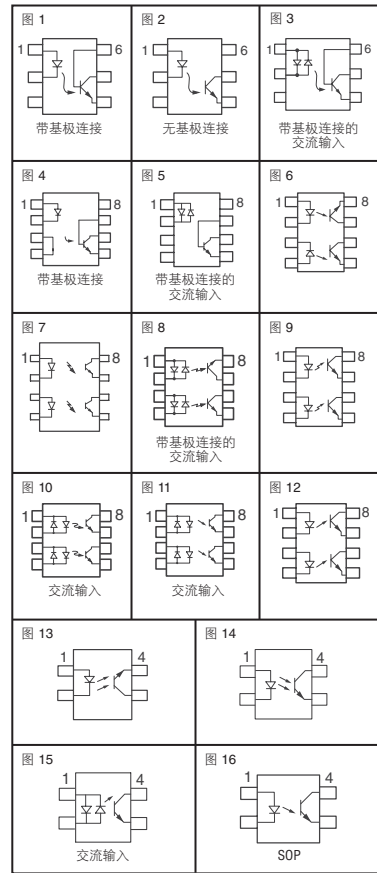 图 1
1
6
带基极连接
图 2
1
6
无基极连接
图 3
1
6
带基极连接的
交流输入
图 4
1
8
带基极连接
图 5
1
8
带基极连接的
交流输入
图 6
1
8
图 7
1
8
图 8
1
8
带基极连接的
交流输入
图 9
1
8
图 10
1
8
交流输入
图 11
1
8
交流输入
图 12
1
8
图 13
1
4
图 14
1
4
图 15
1
4
交流输入
图 16
1
4
SOP